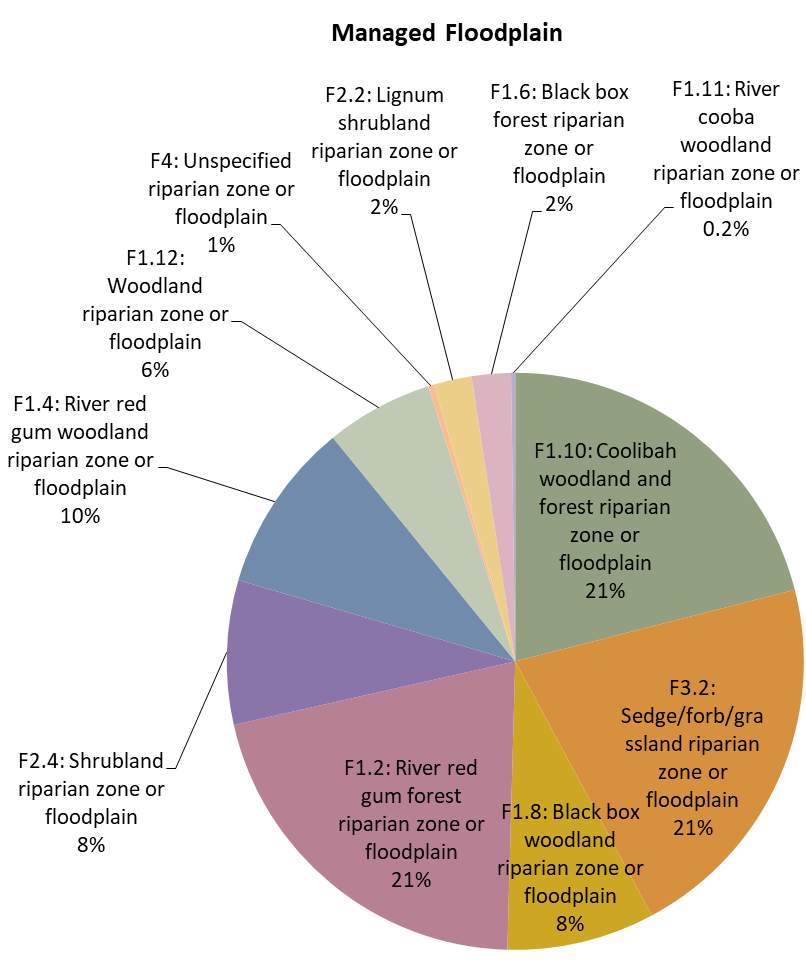 Managed Floodplain
F1.11: River
cooba
woodland
riparian zone or
floodplain
0.2%
F1.6: Black box
forest riparian
zone or
floodplain
2%
F2.2: Lignum
shrubland
riparian zone or
floodplain
2%
F4: Unspecified
riparian zone or
floodplain
1%
F1.12:
Woodland
riparian zone or
floodplain
6%
F1.4: River red
gum woodland
riparian zone or
floodplain
10%
F2.4: Shrubland
riparian zone or
floodplain
8%
F1.2: River red
gum forest
riparian zone or
floodplain
21%
F1.8: Black box
woodland
riparian zone or
floodplain
8%
F3.2:
Sedge/forb/gra
ssland riparian
zone or
floodplain
21%
F1.10: Coolibah
woodland and
forest riparian
zone or
floodplain
21%